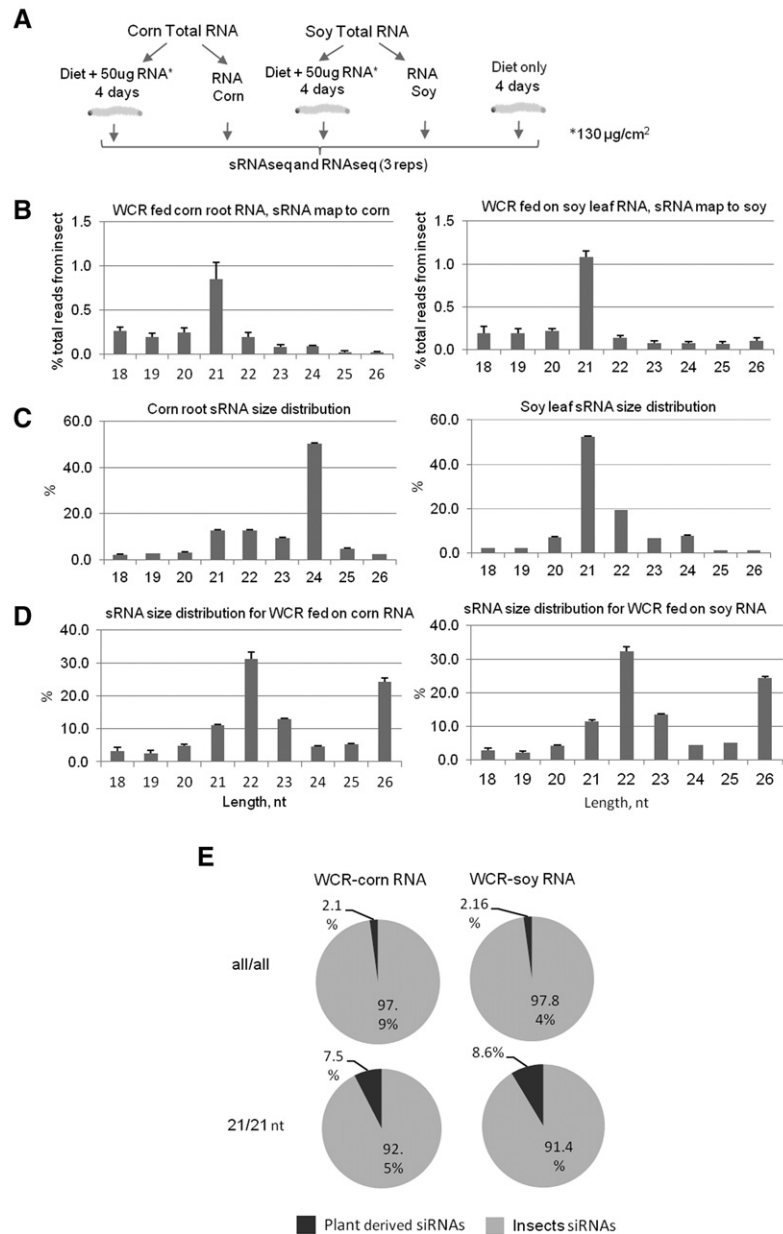 A
Corn Total RNA
Soy Total RNA
Diet + 50ug RNA*
4 days
RNA
Corn
Diet + 50ug RNA*
4 days
RNA
Soy
Diet only
4 days
*130 µg/cm2
sRNAseq and RNAseq (3 reps)
B
WCR fed corn root RNA, sRNA map to corn
% total reads from insect
1.5
1.0
0.5
0.0
18 19 20 21 22 23 24 25 26
WCR fed on soy leaf RNA, sRNA map to soy
% total reads from insect
1.5
1.0
0.5
0.0
18 19 20 21 22 23 24 25 26
C
Corn root sRNA size distribution
%
60.0
40.0
20.0
0.0
18 19 20 21 22 23 24 25 26
Soy leaf sRNA size distribution
%
60.0
40.0
20.0
0.0
18 19 20 21 22 23 24 25 26
D
sRNA size distribution for WCR fed on corn RNA
%
40.0
30.0
20.0
10.0
0.0
18 19 20 21 22 23 24 25 26
Length, nt
sRNA size distribution for WCR fed on soy RNA
%
40.0
30.0
20.0
10.0
0.0
18 19 20 21 22 23 24 25 26
Length, nt
E
WCR-corn RNA
WCR-soy RNA
all/all
2.1
%
97.
9%
2.16
%
97.8
4%
21/21 nt
7.5
%
92.
5%
8.6%
91.4
%
Plant derived siRNAs
Insects siRNAs